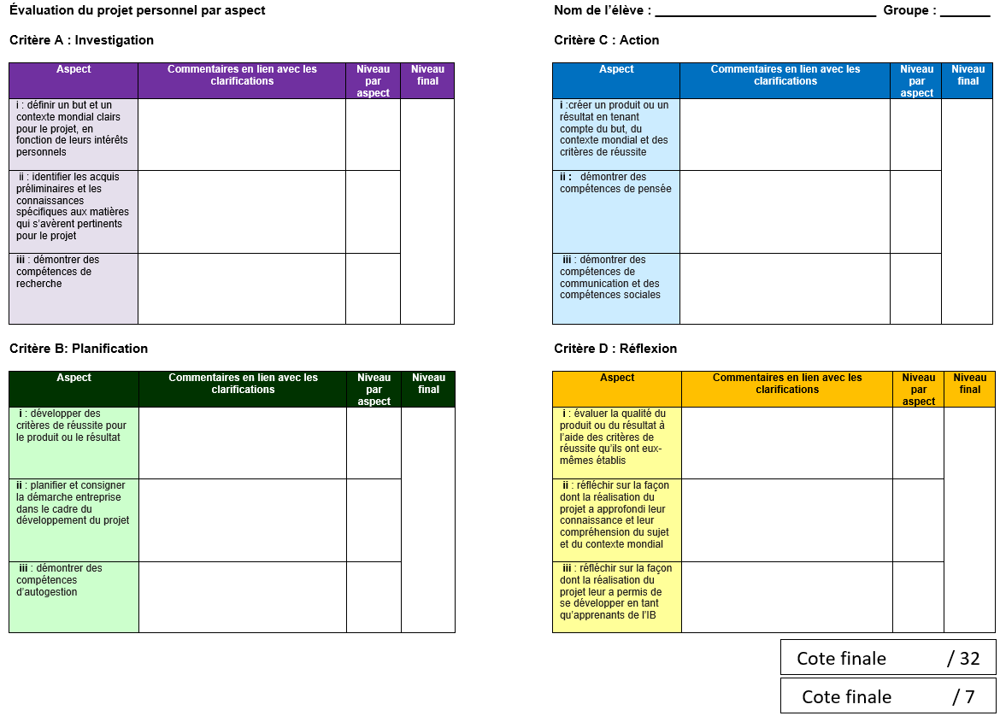 Évaluation du projet personnel par aspect
Nom de l’élève : _______________________________ Groupe : _______
Critère A : Investigation
Aspect
Commentaires en lien avec les
clarifications
Niveau
par
aspect
Niveau
final
i : définir un but et un
contexte mondial clairs
pour le projet, en
fonction de leurs intérêts
personnels
ii : identifier les acquis
préliminaires et les
connaissances
spécifiques aux matières
qui s’avèrent pertinents
pour le projet
iii : démontrer des
compétences de
recherche
Critère B: Planification
Aspect
Commentaires en lien avec les
clarifications
Niveau
par
aspect
Niveau
final
i : développer des
critères de réussite pour
le produit ou le résultat
ii : planifier et consigner
la démarche entreprise
dans le cadre du
développement du projet
iii : démontrer des
compétences
d’autogestion
Critère C : Action
Aspect
Commentaires en lien avec les
clarifications
Niveau
par
aspect
Niveau
final
i :créer un produit ou un
résultat en tenant
compte du but, du
contexte mondial et des
critères de réussite
ii : démontrer des
compétences de pensée
iii : démontrer des
compétences de
communication et des
compétences sociales
Critère D : Réflexion
Aspect
Commentaires en lien avec les
clarifications
Niveau
par
aspect
Niveau
final
i : évaluer la qualité du
produit ou du résultat à
l’aide des critères de
réussite qu’ils ont eux-
mêmes établis
ii : réfléchir sur la façon
dont la réalisation du
projet a approfondi leur
connaissance et leur
compréhension du sujet
et du contexte mondial
iii : réfléchir sur la façon
dont la réalisation du
projet leur a permis de
se développer en tant
qu’apprenants de l’IB
Cote finale / 32
Cote finale / 7